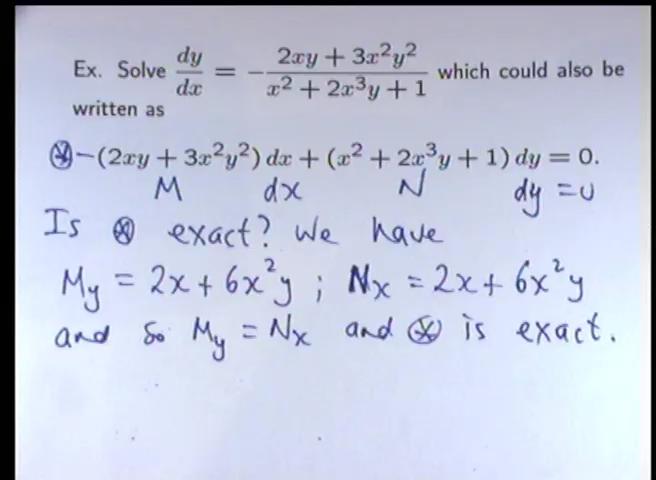 Ex. Solve dy/dx = −(2xy + 3x²y²)/(x² + 2x³y + 1) which could also be
written as
⊛−(2xy + 3x²y²) dx + (x² + 2x³y + 1) dy = 0.
M dx N dy = 0
Is ⊛ exact? We have
My = 2x + 6x²y ; Nx = 2x + 6x²y
and so My = Nx and ⊛ is exact.